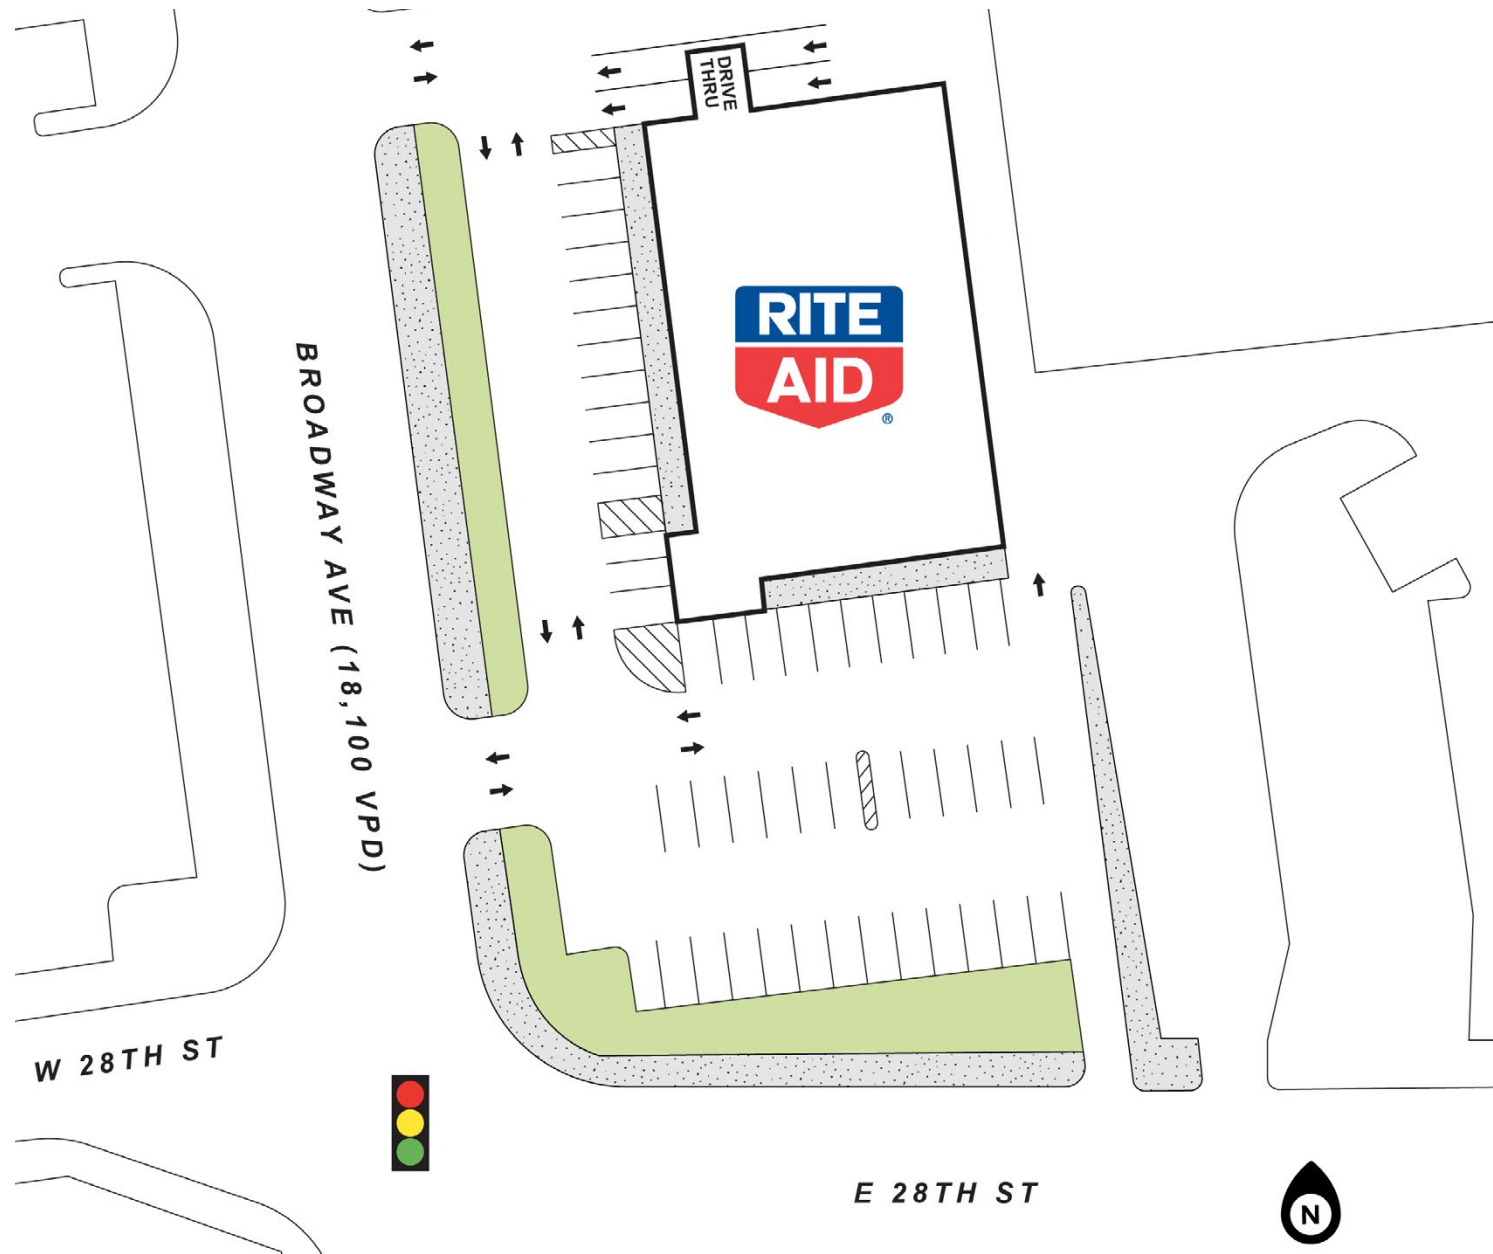 DRIVE
THRU
RITE
AID
®
BROADWAY AVE (18,100 VPD)
W 28TH ST
E 28TH ST
N